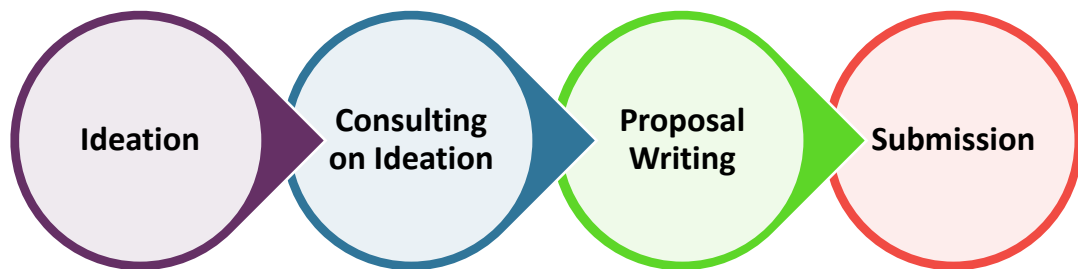 Ideation
Consulting
on Ideation
Proposal
Writing
Submission